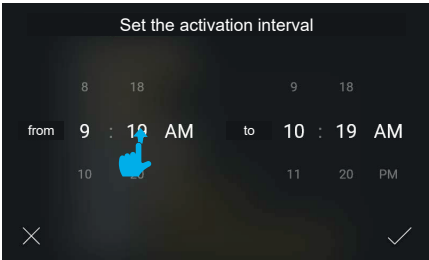 Set the activation interval
8 18 9 18
from 9 : 19 AM to 10 : 19 AM
10 20 11 20 PM